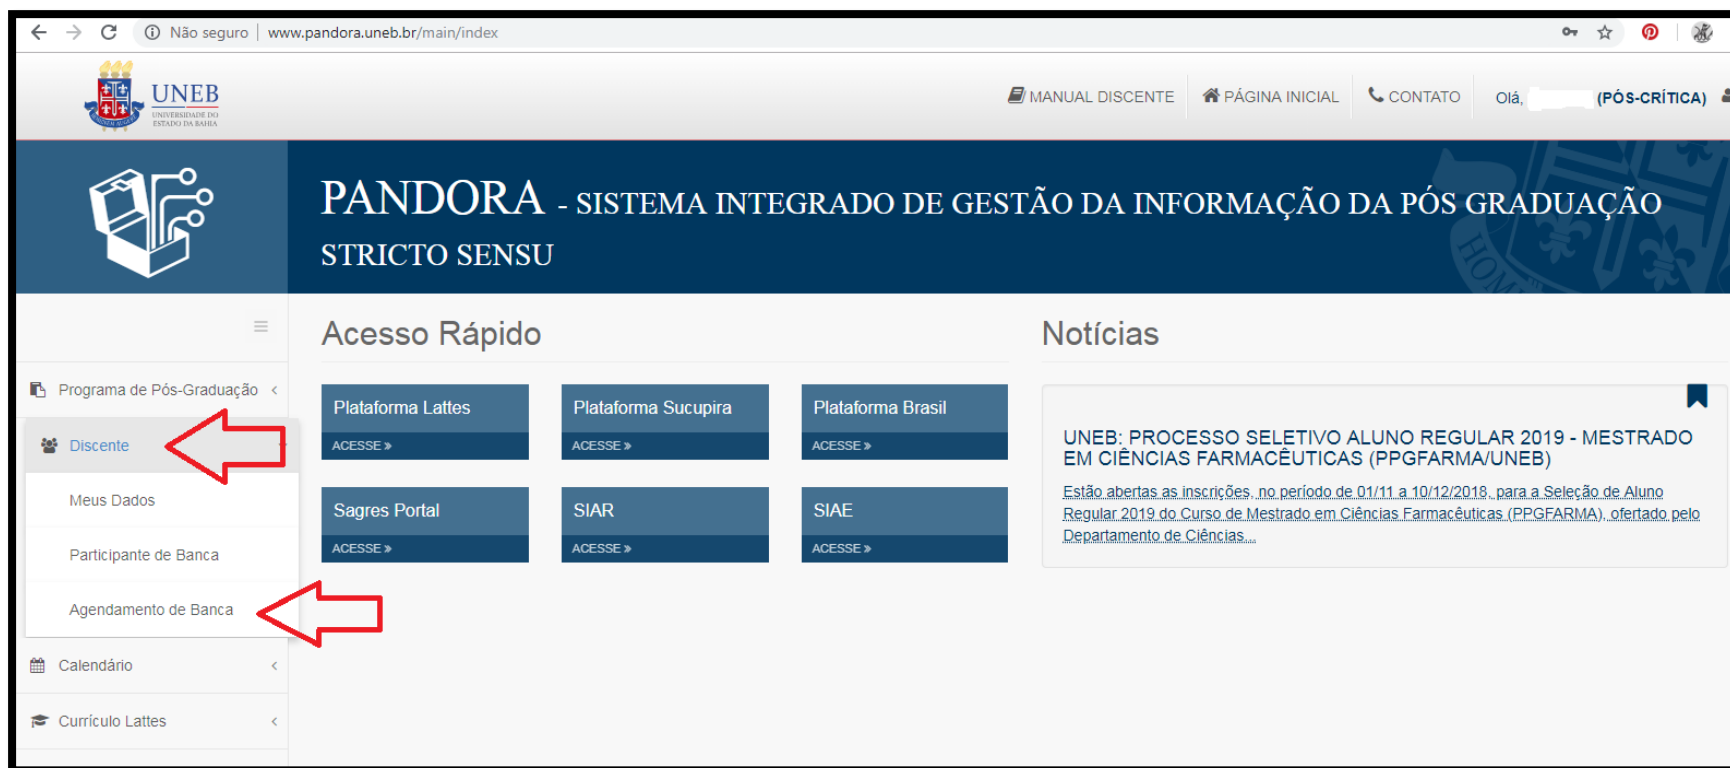 Não seguro | www.pandora.uneb.br/main/index
UNEB
UNIVERSIDADE DO
ESTADO DA BAHIA
MANUAL DISCENTE
PÁGINA INICIAL
CONTATO
Olá, (PÓS-CRÍTICA)
PANDORA - SISTEMA INTEGRADO DE GESTÃO DA INFORMAÇÃO DA PÓS GRADUAÇÃO
STRICTO SENSU
HOM
Programa de Pós-Graduação
Discente
Meus Dados
Participante de Banca
Agendamento de Banca
Calendário
Currículo Lattes
Acesso Rápido
Plataforma Lattes
ACESSE »
Plataforma Sucupira
ACESSE »
Plataforma Brasil
ACESSE »
Sagres Portal
ACESSE »
SIAR
ACESSE »
SIAE
ACESSE »
Notícias
UNEB: PROCESSO SELETIVO ALUNO REGULAR 2019 - MESTRADO
EM CIÊNCIAS FARMACÊUTICAS (PPGFARMA/UNEB)
Estão abertas as inscrições, no período de 01/11 a 10/12/2018, para a Seleção de Aluno
Regular 2019 do Curso de Mestrado em Ciências Farmacêuticas (PPGFARMA), ofertado pelo
Departamento de Ciências...